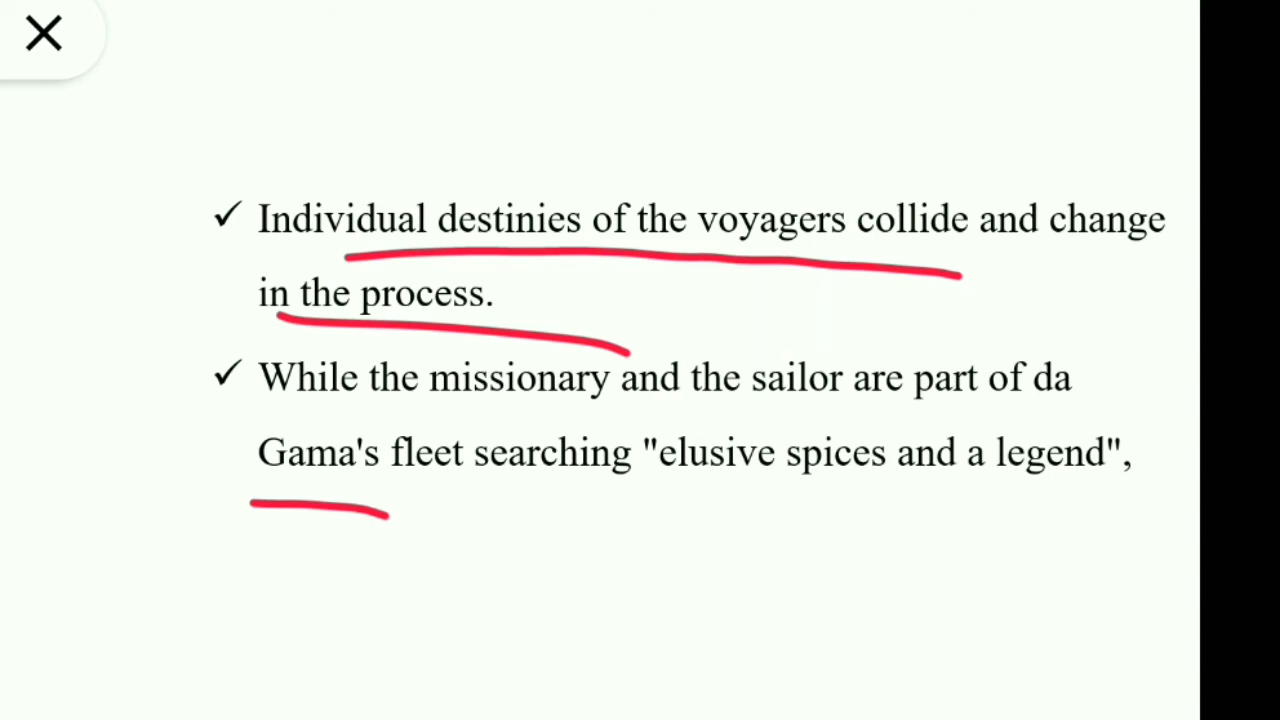 ✓ Individual destinies of the voyagers collide and change
in the process.
✓ While the missionary and the sailor are part of da
Gama's fleet searching "elusive spices and a legend",